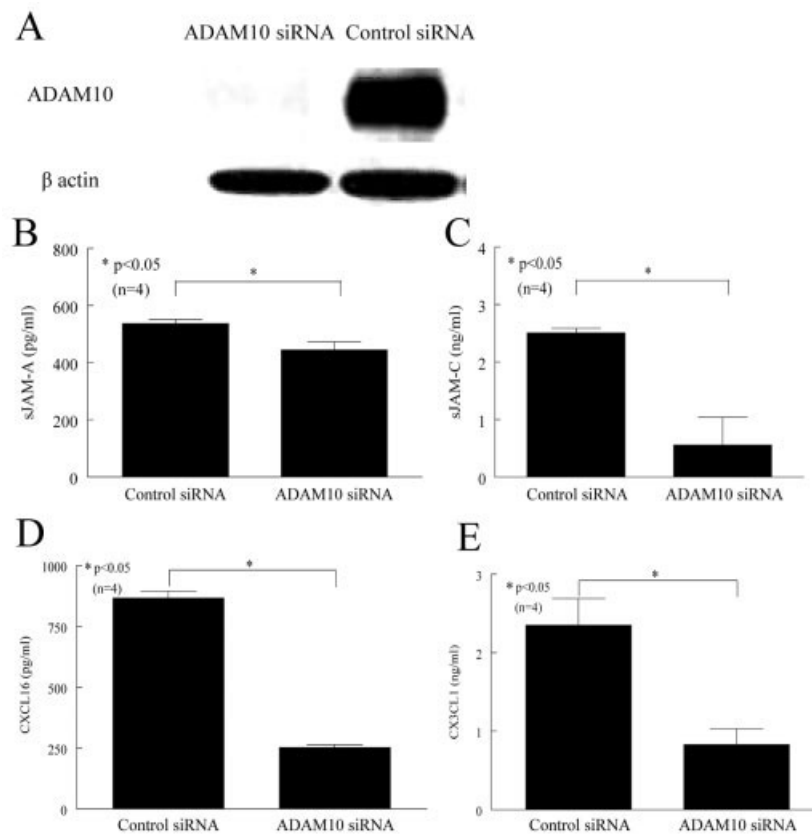 A
ADAM10 siRNA Control siRNA
ADAM10
β actin
B
800
600
400
200
0
sJAM-A (pg/ml)
* p<0.05
(n=4)
*
Control siRNA ADAM10 siRNA
C
4
3
2
1
0
sJAM-C (ng/ml)
* p<0.05
(n=4)
*
Control siRNA ADAM10 siRNA
D
1000
750
500
250
0
CXCL16 (pg/ml)
* p<0.05
(n=4)
*
Control siRNA ADAM10 siRNA
E
3
2
1
0
CX3CL1 (ng/ml)
* p<0.05
(n=4)
*
Control siRNA ADAM10 siRNA